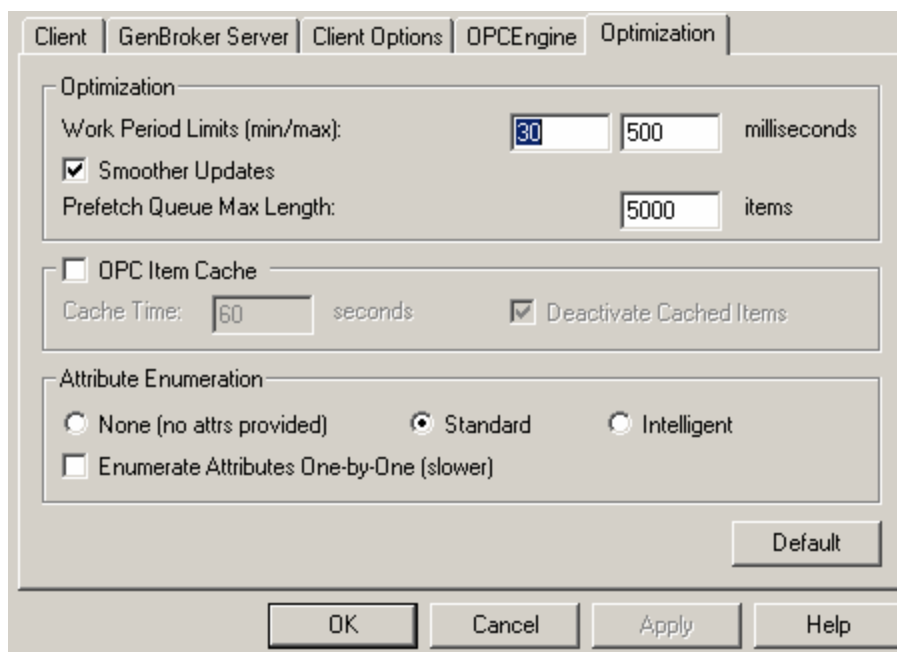 Client GenBroker Server Client Options OPCEngine Optimization
Optimization
Work Period Limits (min/max): 30 500 milliseconds
Smoother Updates
Prefetch Queue Max Length: 5000 items
OPC Item Cache
Cache Time: 60 seconds Deactivate Cached Items
Attribute Enumeration
None (no attrs provided) Standard Intelligent
Enumerate Attributes One-by-One (slower)
Default
OK Cancel Apply Help